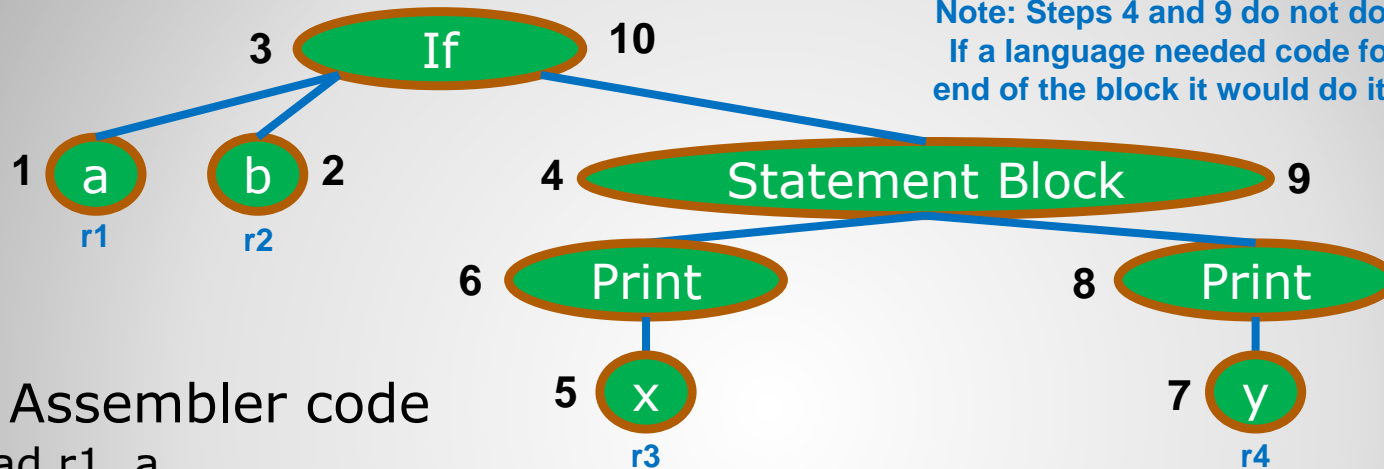 Note: Steps 4 and 9 do not do
If a language needed code fo
end of the block it would do it
3 If 10
1 a b 2
r1 r2
4 Statement Block 9
6 Print 8 Print
5 x 7 y
r3 r4
Assembler code
ad r1, a